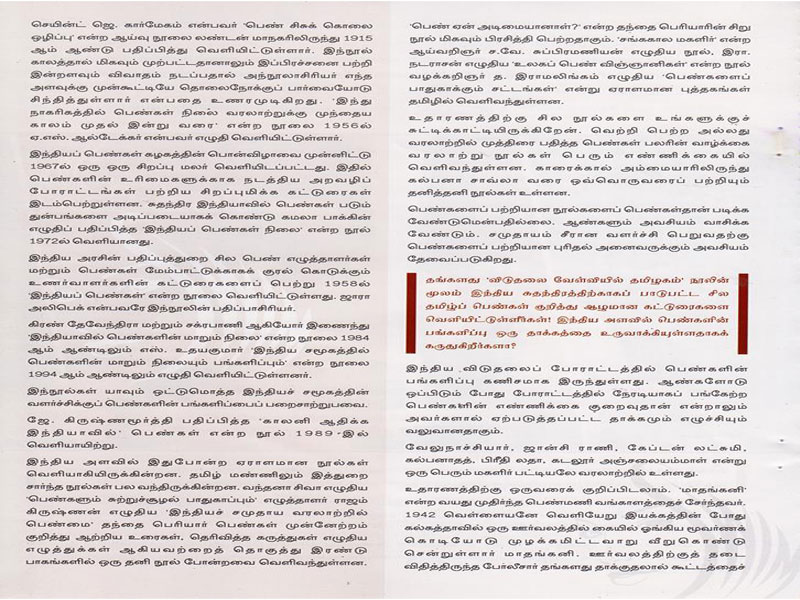 செயின்ட் ஜெ. கார்மேகம் என்பவர் 'பெண் சிசுக் கொலை
ஒழிப்பு' என்ற ஆய்வு நூலை லண்டன் மாநகரிலிருந்து 1915
ஆம் ஆண்டு பதிப்பித்து வெளியிட்டுள்ளார். இந்நூல்
காலத்தால் மிகவும் முற்பட்டதானாலும் இப்பிரச்சனை பற்றி
இன்றளவும் விவாதம் நடப்பதால் அந்நூலாசிரியர் எந்த
அளவுக்கு முன்கூட்டியே தொலைநோக்குப் பார்வையோடு
சிந்தித்துள்ளார் என்பதை உணரமுடிகிறது. 'இந்து
நாகரிகத்தில் பெண்கள் நிலை வரலாற்றுக்கு முந்தைய
காலம் முதல் இன்று வரை' என்ற நூலை 1956ல்
ஏ.எஸ். ஆல்டேக்கர் என்பவர் எழுதி வெளியிட்டுள்ளார்.
இந்தியப் பெண்கள் கழகத்தின் பொன்விழாவை முன்னிட்டு
1967ல் ஒரு ஒரு சிறப்பு மலர் வெளியிடப்பட்டது. இதில்
பெண்களின் உரிமைகளுக்காக நடத்திய அறவழிப்
போராட்டங்கள் பற்றிய சிறப்புமிக்க கட்டுரைகள்
இடம்பெற்றுள்ளன. சுதந்திர இந்தியாவில் பெண்கள் படும்
துன்பங்களை அடிப்படையாகக் கொண்டு கமலா பாக்கின்
எழுதிப் பதிப்பித்த 'இந்தியப் பெண்கள் நிலை' என்ற நூல்
1972ல் வெளியானது.
இந்திய அரசின் பதிப்புத்துறை சில பெண் எழுத்தாளர்கள்
மற்றும் பெண்கள் மேம்பாட்டுக்காகக் குரல் கொடுக்கும்
உணர்வாளர்களின் கட்டுரைகளைப் பெற்று 1958ல்
'இந்தியப் பெண்கள்' என்ற நூலை வெளியிட்டுள்ளது. ஜாரா
அலிபெக் என்பவரே இந்நூலின் பதிப்பாசிரியர்.
கிரண் தேவேந்திரா மற்றும் சக்ரபாணி ஆகியோர் இணைந்து
'இந்தியாவில் பெண்களின் மாறும் நிலை' என்ற நூலை 1984
ஆம் ஆண்டிலும் எஸ். உதயகுமார் 'இந்திய சமூகத்தில்
பெண்களின் மாறும் நிலையும் பங்களிப்பும்' என்ற நூலை
1994 ஆம் ஆண்டிலும் எழுதி வெளியிட்டுள்ளனர்.
இந்நூல்கள் யாவும் ஒட்டுமொத்த இந்தியச் சமூகத்தின்
வளர்ச்சிக்குப் பெண்களின் பங்களிப்பைப் பறைசாற்றுபவை.
ஜே. கிருஷ்ணமூர்த்தி பதிப்பித்த 'காலனி ஆதிக்க
இந்தியாவில்' பெண்கள் என்ற நூல் 1989-இல்
வெளியாயிற்று.
இந்திய அளவில் இதுபோன்ற ஏராளமான நூல்கள்
வெளியாகியிருக்கின்றன. தமிழ் மண்ணிலும் இத்துறை
சார்ந்த நூல்கள் பல வந்திருக்கின்றன. வந்தனா சிவா எழுதிய
'பெண்களும் சுற்றுச்சூழல் பாதுகாப்பும்' எழுத்தாளர் ராஜம்
கிருஷ்ணன் எழுதிய 'இந்தியச் சமுதாய வரலாற்றில்
பெண்மை' தந்தை பெரியார் பெண்கள் முன்னேற்றம்
குறித்து ஆற்றிய உரைகள், தெரிவித்த கருத்துகள் எழுதிய
எழுத்துக்கள் ஆகியவற்றைத் தொகுத்து இரண்டு
பாகங்களில் ஒரு தனி நூல் போன்றவை வெளிவந்துள்ளன.
'பெண் ஏன் அடிமையானாள்?' என்ற தந்தை பெரியாரின் சிறு
நூல் மிகவும் பிரசித்தி பெற்றதாகும். 'சங்ககால மகளிர்' என்ற
ஆய்வறிஞர் ச.வே. சுப்பிரமணியன் எழுதிய நூல், இரா.
நடராசன் எழுதிய 'உலகப் பெண் விஞ்ஞானிகள்' என்ற நூல்
வழக்கறிஞர் த. இராமலிங்கம் எழுதிய 'பெண்களைப்
பாதுகாக்கும் சட்டங்கள்' என்று ஏராளமான புத்தகங்கள்
தமிழில் வெளிவந்துள்ளன.
உதாரணத்திற்கு சில நூல்களை உங்களுக்குச்
சுட்டிக்காட்டியிருக்கிறேன். வெற்றி பெற்ற அல்லது
வரலாற்றில் முத்திரை பதித்த பெண்கள் பலரின் வாழ்க்கை
வரலாற்று நூல்கள் பெரும் எண்ணிக்கையில்
வெளிவந்துள்ளன. காரைக்கால் அம்மையாரிலிருந்து
கல்பனா சாவ்லா வரை ஒவ்வொருவரைப் பற்றியும்
தனித்தனி நூல்கள் உள்ளன.
பெண்களைப் பற்றியான நூல்களைப் பெண்கள்தான் படிக்க
வேண்டுமென்பதில்லை. ஆண்களும் அவசியம் வாசிக்க
வேண்டும். சமுதாயம் சீரான வளர்ச்சி பெறுவதற்கு
பெண்களைப் பற்றியான புரிதல் அனைவருக்கும் அவசியம்
தேவைப்படுகிறது.
தங்களது 'விடுதலை வேள்வியில் தமிழகம்' நூலின்
மூலம் இந்திய சுதந்திரத்திற்காகப் பாடுபட்ட சில
தமிழ்ப் பெண்கள் குறித்து ஆழமான கட்டுரைகளை
வெளியிட்டுள்ளீர்கள்! இந்திய அளவில் பெண்களின்
பங்களிப்பு ஒரு தாக்கத்தை உருவாக்கியுள்ளதாகக்
கருதுகிறீர்களா?
இந்திய விடுதலைப் போராட்டத்தில் பெண்களின்
பங்களிப்பு கணிசமாக இருந்துள்ளது. ஆண்களோடு
ஒப்பிடும் போது போராட்டத்தில் நேரடியாகப் பங்கேற்ற
பெண்களின் எண்ணிக்கை குறைவுதான் என்றாலும்
அவர்களால் ஏற்படுத்தப்பட்ட தாக்கமும் எழுச்சியும்
வலுவானதாகும்.
வேலுநாச்சியார், ஜான்சி ராணி, கேப்டன் லட்சுமி,
கல்பனாதத், பிரீதி லதா, கடலூர் அஞ்சலையம்மாள் என்று
ஒரு பெரும் மகளிர் பட்டியலே வரலாற்றில் உள்ளது.
உதாரணத்திற்கு ஒருவரைக் குறிப்பிடலாம். 'மாதங்கனி'
என்ற வயது முதிர்ந்த பெண்மணி வங்காளத்தைச் சேர்ந்தவர்.
1942 வெள்ளையனே வெளியேறு இயக்கத்தின் போது
கல்கத்தாவில் ஒரு ஊர்வலத்தில் கையில் ஓங்கிய மூவர்ணக்
கொடியோடு முழக்கமிட்டவாறு வீறுகொண்டு
சென்றுள்ளார் மாதங்கனி. ஊர்வலத்திற்குத் தடை
விதித்திருந்த போலீசார் தங்களது தாக்குதலால் கூட்டத்தைச்